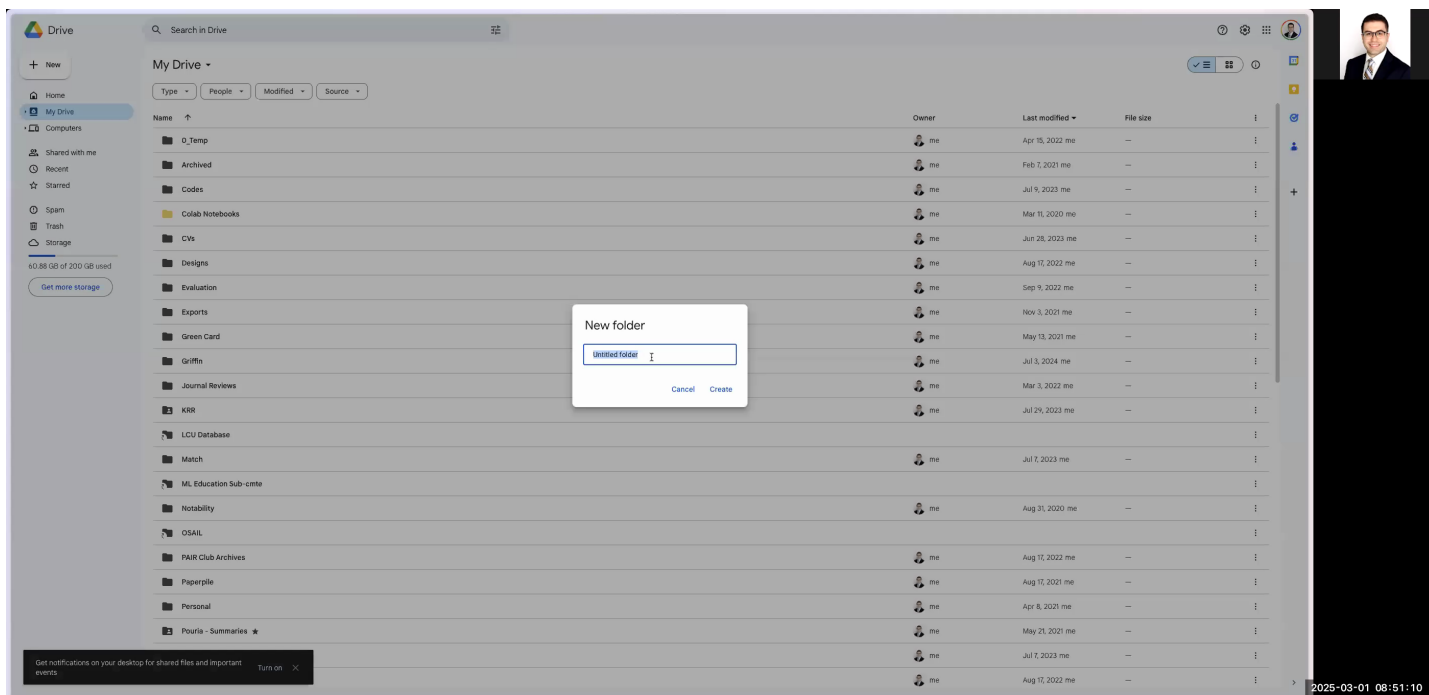 Drive
Search in Drive
New
My Drive
Type People Modified Source
Home
My Drive
Computers
Shared with me
Recent
Starred
Spam
Trash
Storage
60.88 GB of 200 GB used
Get more storage
Name Owner Last modified File size
0_Temp me Apr 15, 2022 me —
Archived me Feb 7, 2021 me —
Codes me Jul 9, 2023 me —
Colab Notebooks me Mar 11, 2020 me —
CVs me Jun 28, 2023 me —
Designs me Aug 17, 2022 me —
Evaluation me Sep 9, 2022 me —
Exports me Nov 3, 2021 me —
Green Card me May 13, 2021 me —
Griffin me Jul 3, 2024 me —
Journal Reviews me Mar 3, 2022 me —
KRR me Jul 29, 2023 me —
LCU Database
Match me Jul 7, 2023 me —
ML Education Sub-cmte
Notability me Aug 31, 2020 me —
OSAIL
PAIR Club Archives me Aug 17, 2022 me —
Paperpile me Aug 17, 2021 me —
Personal me Apr 8, 2021 me —
Pouria - Summaries me May 21, 2021 me —
me Jul 7, 2023 me —
me Aug 17, 2022 me —
New folder
Untitled folder
Cancel Create
Get notifications on your desktop for shared files and important
events
Turn on
2025-03-01 08:51:10